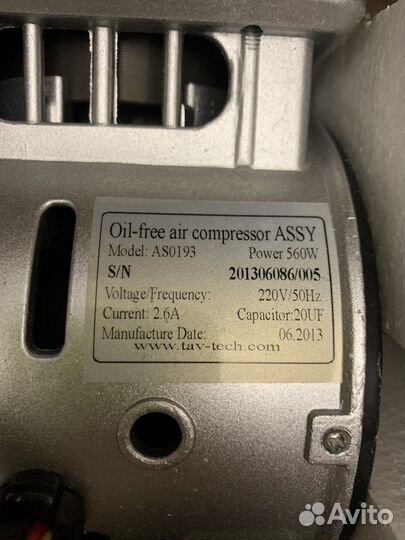 Oil-free air compressor ASSY
Model: AS0193 Power 560W
S/N 201306086/005
Voltage/Frequency: 220V/50Hz
Current: 2.6A Capacitor:20UF
Manufacture Date: 06.2013
www.tav-tech.com
Avito